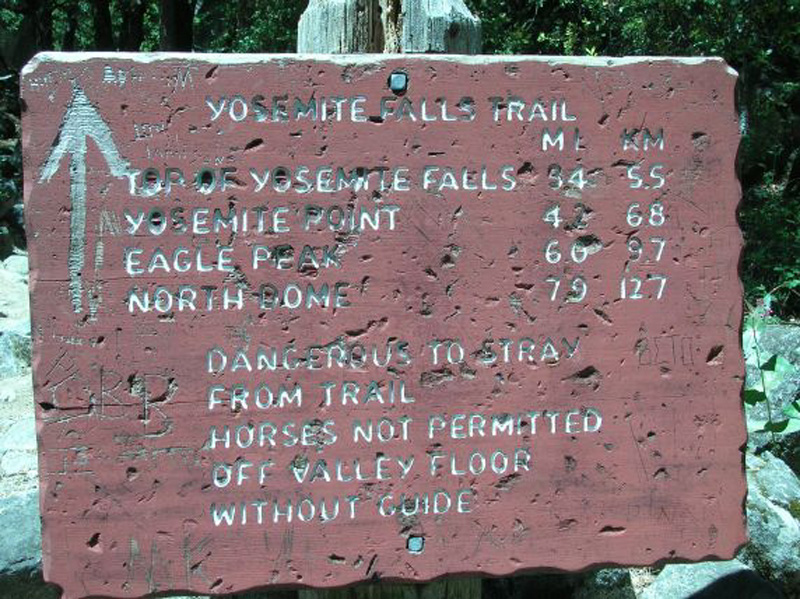 YOSEMITE FALLS TRAIL
MI KM
TOP OF YOSEMITE FALLS 3.4 5.5
YOSEMITE POINT 4.2 6.8
EAGLE PEAK 6.0 9.7
NORTH DOME 7.9 12.7
DANGEROUS TO STRAY
FROM TRAIL
HORSES NOT PERMITTED
OFF VALLEY FLOOR
WITHOUT GUIDE